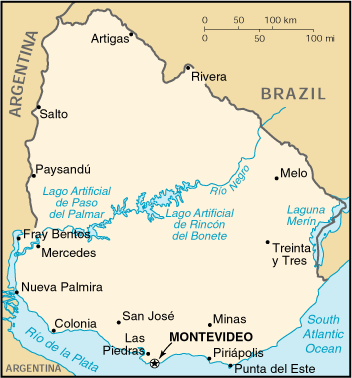 ARGENTINA
Artigas
0 50 100 km
0 50 100 mi
Rivera
BRAZIL
Salto
Paysandú
Río Negro
Melo
Lago Artificial
de Paso
del Palmar
Lago Artificial
de Rincón
del Bonete
Laguna
Merín
Fray Bentos
Mercedes
Treinta
y Tres
Nueva Palmira
Colonia
San José
Minas
South
Atlantic
Ocean
Las
Piedras
MONTEVIDEO
Piriápolis
Río de la Plata
Punta del Este
ARGENTINA